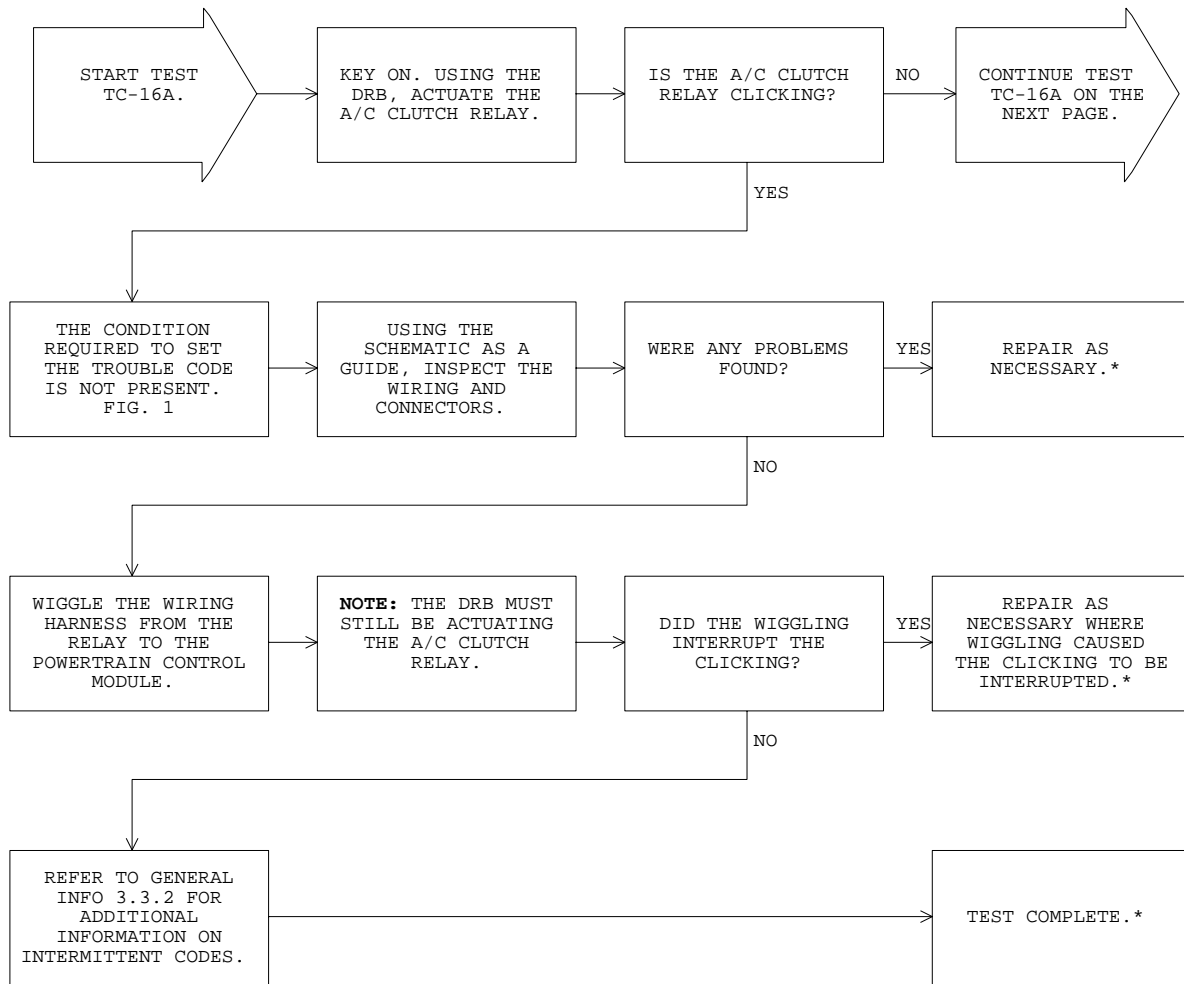 START TEST
TC-16A.
KEY ON. USING THE
DRB, ACTUATE THE
A/C CLUTCH RELAY.
IS THE A/C CLUTCH
RELAY CLICKING?
NO
CONTINUE TEST
TC-16A ON THE
NEXT PAGE.
YES
THE CONDITION
REQUIRED TO SET
THE TROUBLE CODE
IS NOT PRESENT.
FIG. 1
USING THE
SCHEMATIC AS A
GUIDE, INSPECT THE
WIRING AND
CONNECTORS.
WERE ANY PROBLEMS
FOUND?
YES
REPAIR AS
NECESSARY.*
NO
WIGGLE THE WIRING
HARNESS FROM THE
RELAY TO THE
POWERTRAIN CONTROL
MODULE.
NOTE: THE DRB MUST
STILL BE ACTUATING
THE A/C CLUTCH
RELAY.
DID THE WIGGLING
INTERRUPT THE
CLICKING?
YES
REPAIR AS
NECESSARY WHERE
WIGGLING CAUSED
THE CLICKING TO BE
INTERRUPTED.*
NO
REFER TO GENERAL
INFO 3.3.2 FOR
ADDITIONAL
INFORMATION ON
INTERMITTENT CODES.
TEST COMPLETE.*